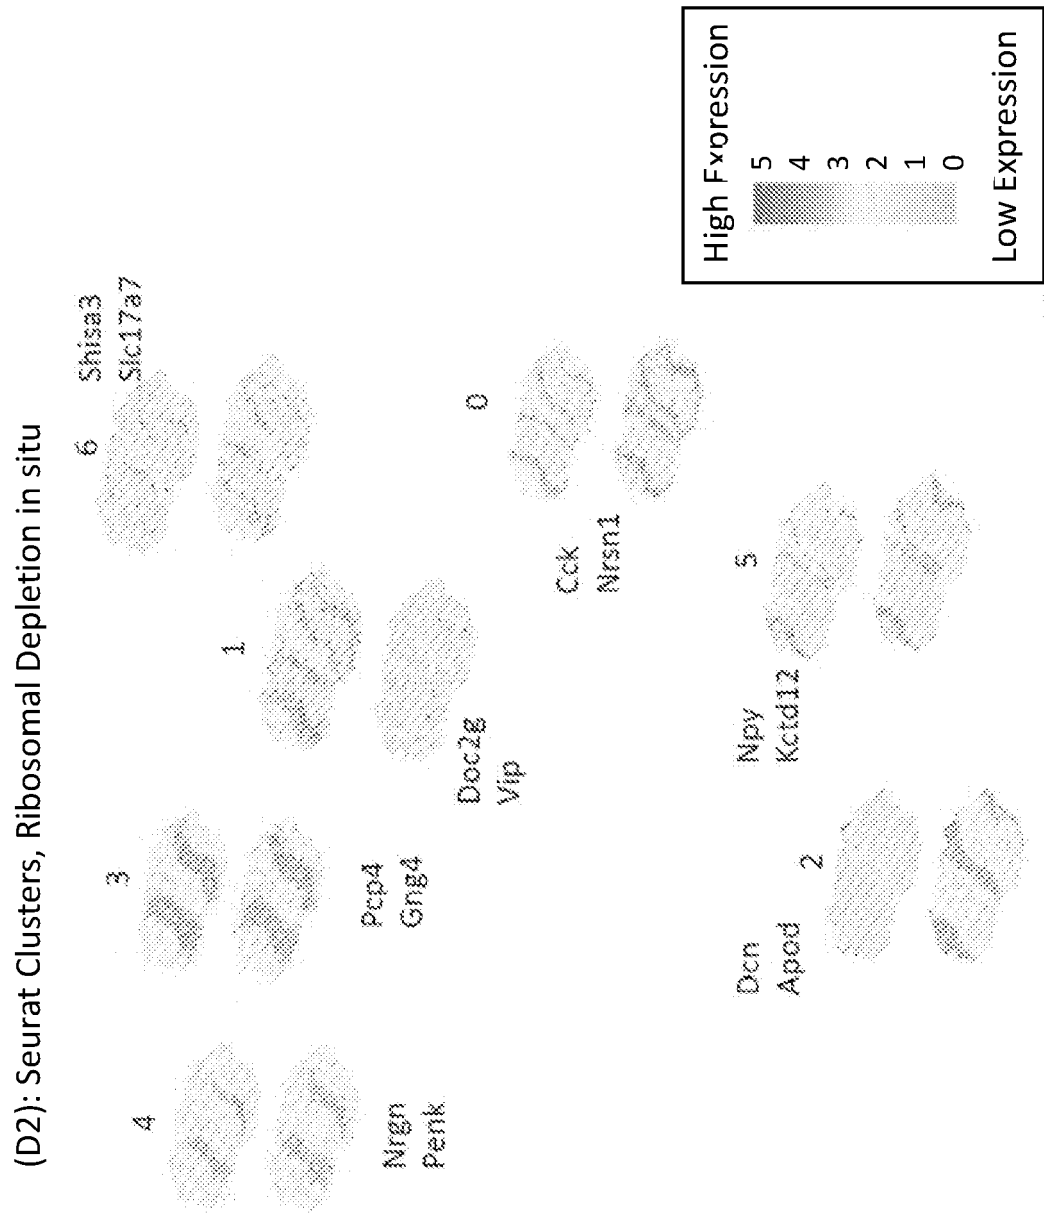 (D2): Seurat Clusters, Ribosomal Depletion in situ
4
Nrgn
Penk
3
Pcp4
Gng4
1
Doc2g
Vip
6
Shisa3
Slc17a7
0
Cck
Nrsn1
2
Dcn
Apod
5
Npy
Kctd12
High Expression
5
4
3
2
1
0
Low Expression